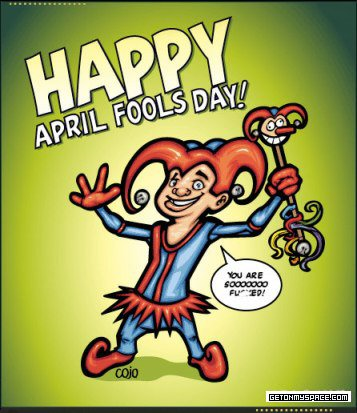 HAPPY
APRIL FOOLS DAY!
YOU ARE
SOOOOOOO
FU^^ED!
COJO
GETONMYSPACE.COM